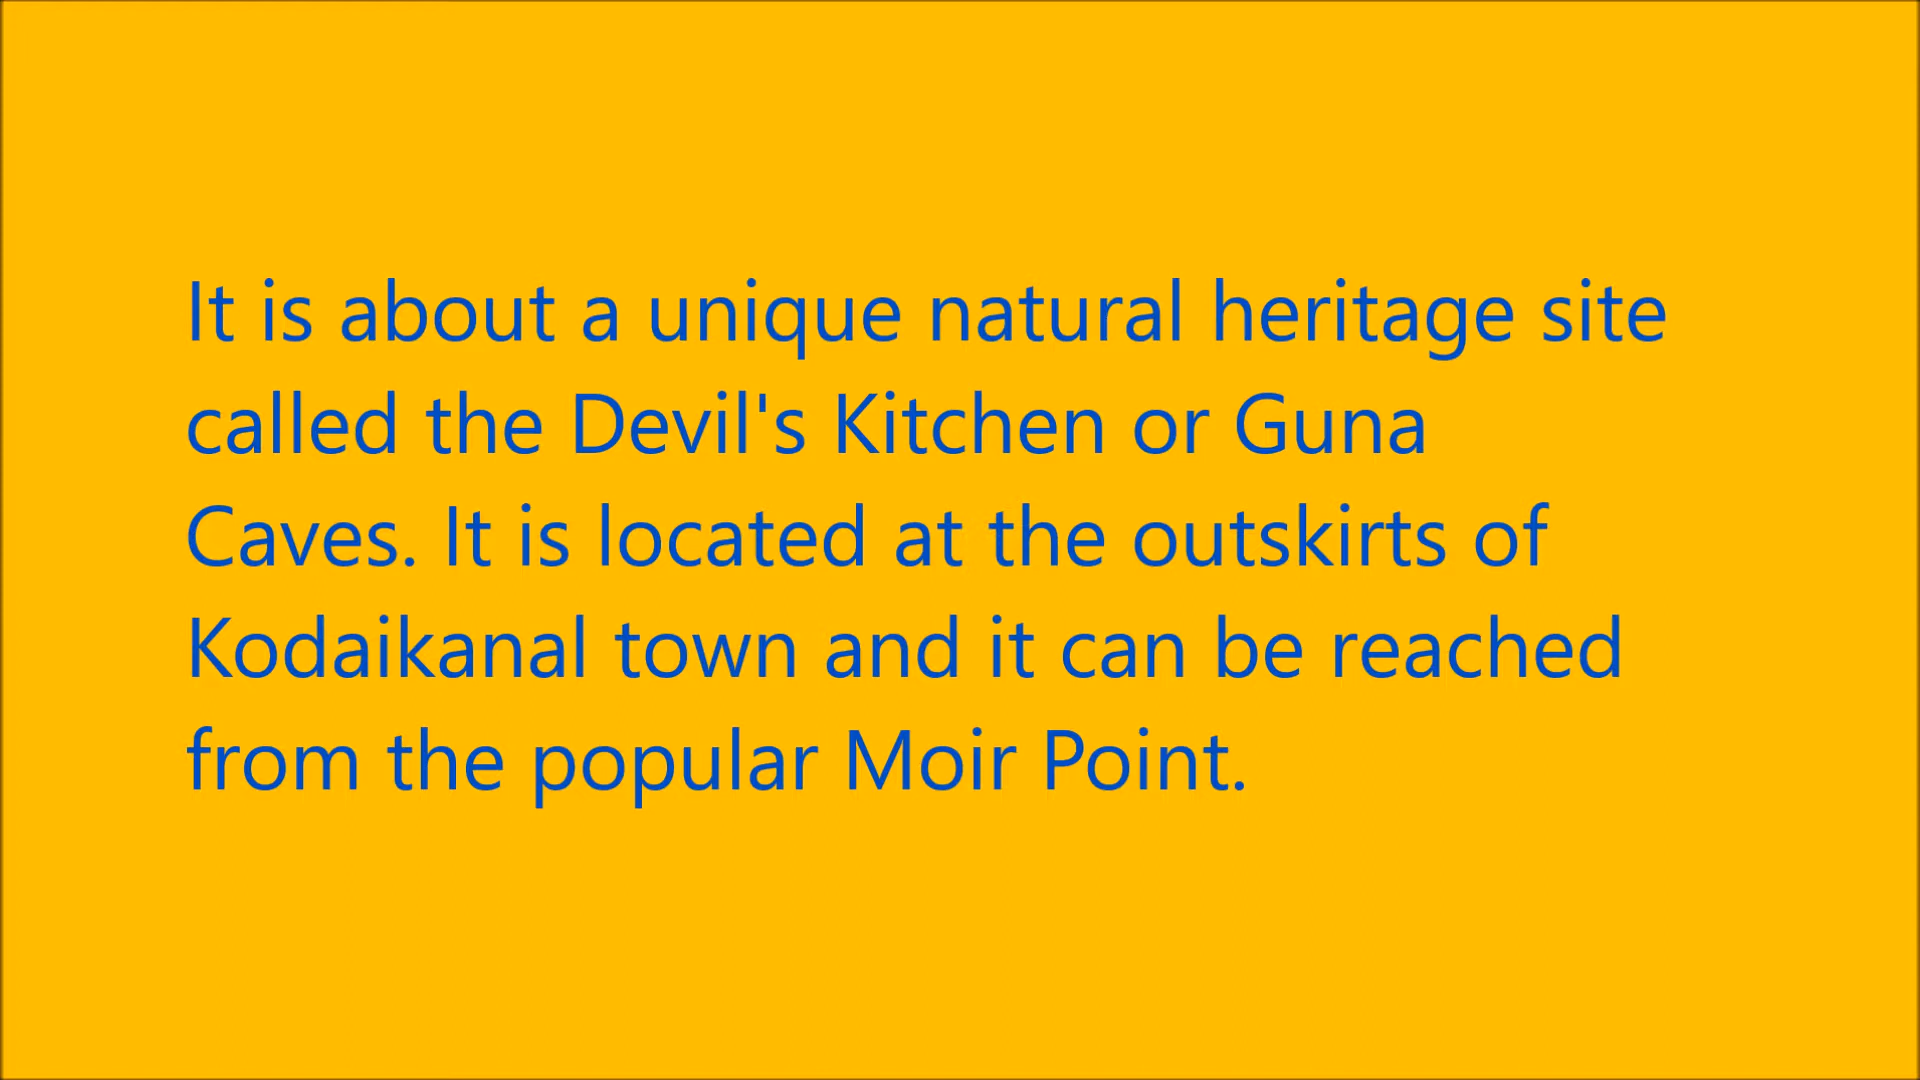 It is about a unique natural heritage site
called the Devil's Kitchen or Guna
Caves. It is located at the outskirts of
Kodaikanal town and it can be reached
from the popular Moir Point.